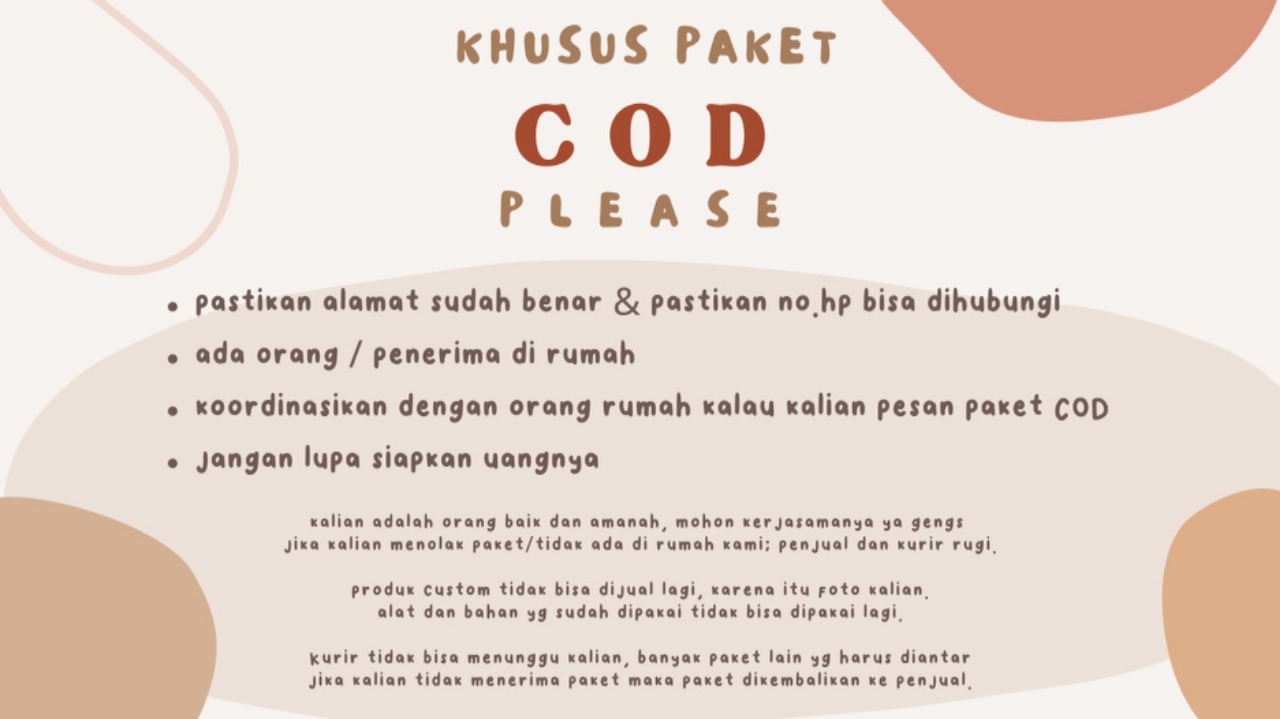 KHUSUS PAKET
COD
PLEASE
• pastikan alamat sudah benar & pastikan no.hp bisa dihubungi
• ada orang / penerima di rumah
• koordinasikan dengan orang rumah kalau kalian pesan paket COD
• jangan lupa siapkan uangnya
kalian adalah orang baik dan amanah, mohon kerjasamanya ya gengs
jika kalian menolak paket/tidak ada di rumah kami; penjual dan kurir rugi.
produk custom tidak bisa dijual lagi, karena itu foto kalian.
alat dan bahan yg sudah dipakai tidak bisa dipakai lagi.
kurir tidak bisa menunggu kalian, banyak paket lain yg harus diantar
jika kalian tidak menerima paket maka paket dikembalikan ke penjual.